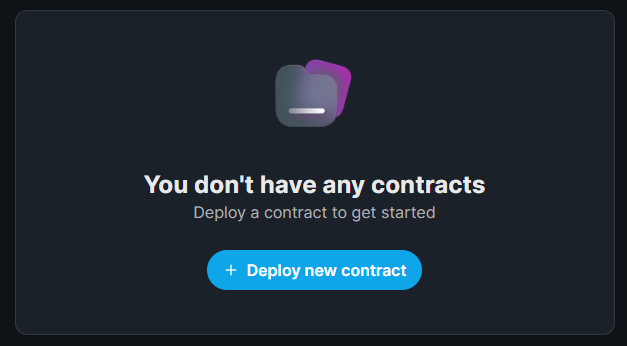 You don't have any contracts
Deploy a contract to get started
+ Deploy new contract